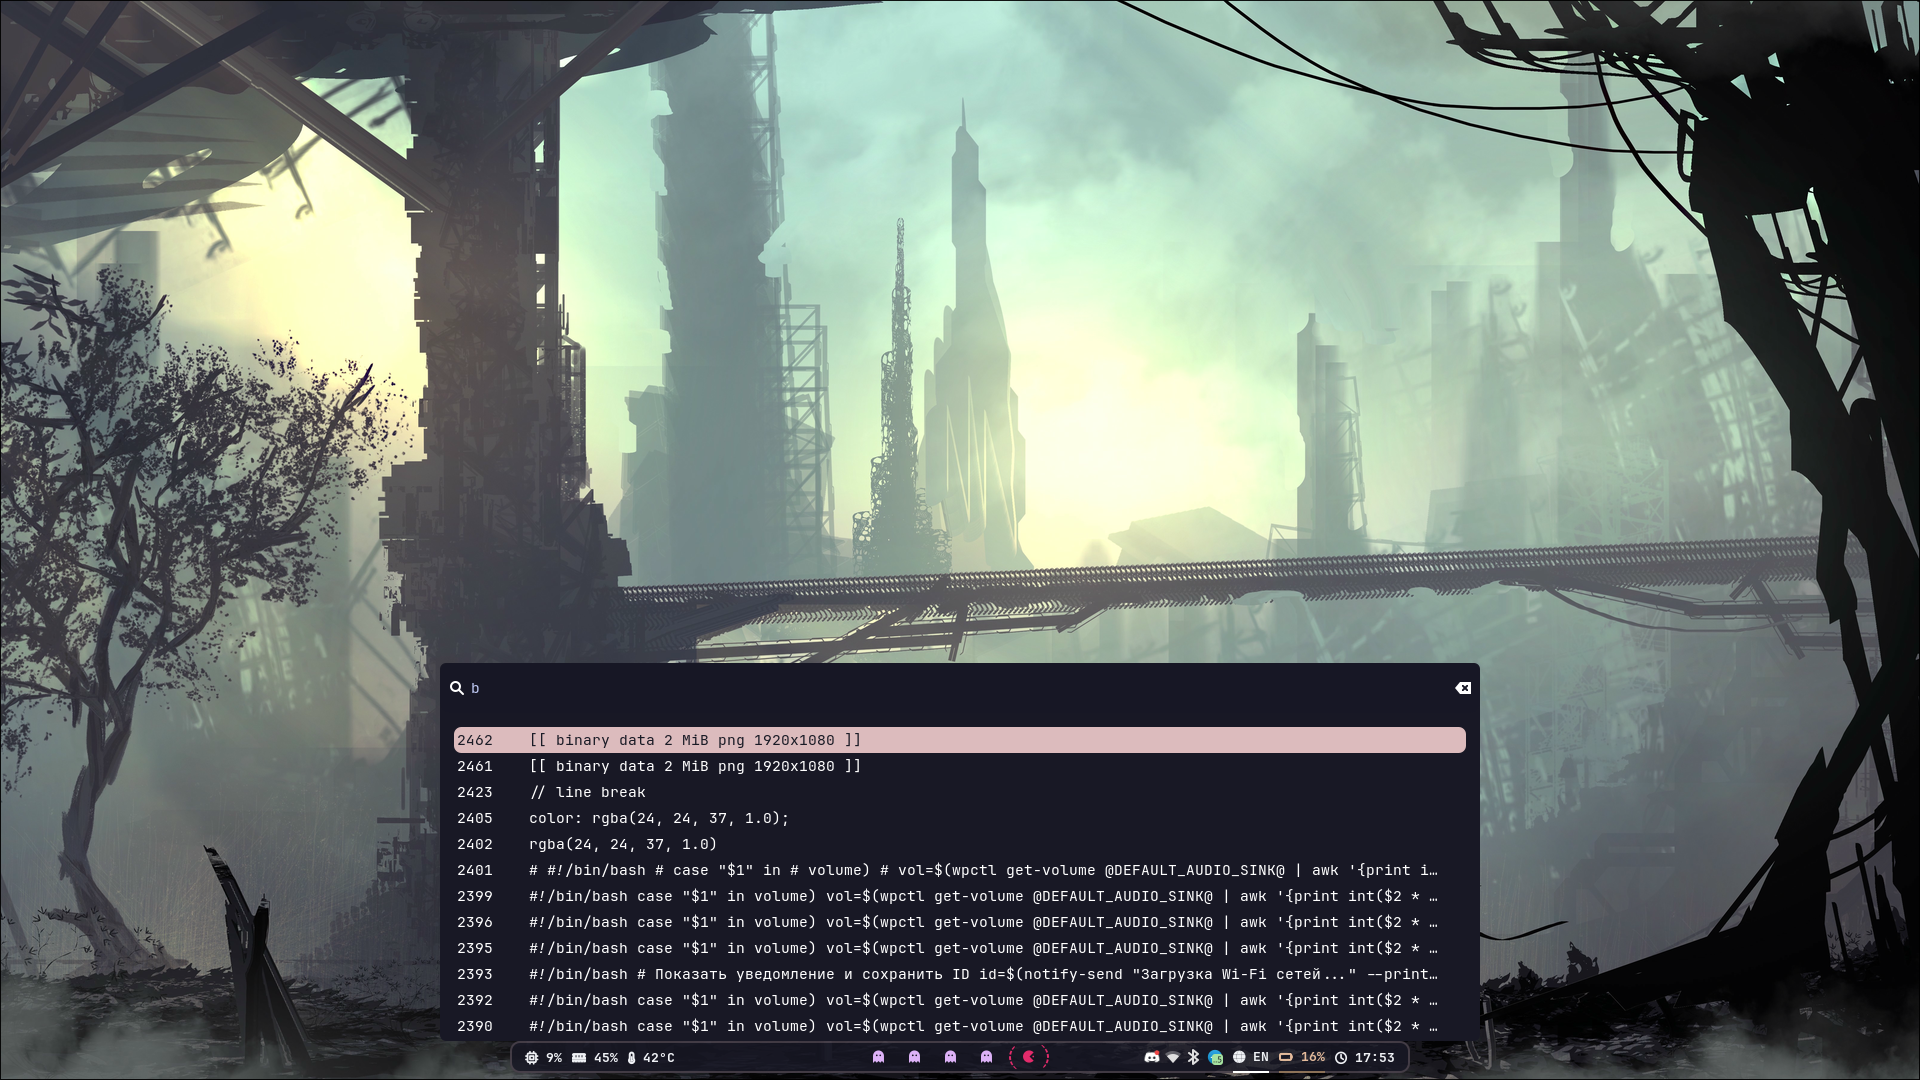 b
2462 [[ binary data 2 MiB png 1920x1080 ]]
2461 [[ binary data 2 MiB png 1920x1080 ]]
2423 // line break
2405 color: rgba(24, 24, 37, 1.0);
2402 rgba(24, 24, 37, 1.0)
2401 # #!/bin/bash # case "$1" in # volume) # vol=$(wpctl get-volume @DEFAULT_AUDIO_SINK@ | awk '{print i…
2399 #!/bin/bash case "$1" in volume) vol=$(wpctl get-volume @DEFAULT_AUDIO_SINK@ | awk '{print int($2 * …
2396 #!/bin/bash case "$1" in volume) vol=$(wpctl get-volume @DEFAULT_AUDIO_SINK@ | awk '{print int($2 * …
2395 #!/bin/bash case "$1" in volume) vol=$(wpctl get-volume @DEFAULT_AUDIO_SINK@ | awk '{print int($2 * …
2393 #!/bin/bash # Показать уведомление и сохранить ID id=$(notify-send "Загрузка Wi-Fi сетей..." --print…
2392 #!/bin/bash case "$1" in volume) vol=$(wpctl get-volume @DEFAULT_AUDIO_SINK@ | awk '{print int($2 * …
2390 #!/bin/bash case "$1" in volume) vol=$(wpctl get-volume @DEFAULT_AUDIO_SINK@ | awk '{print int($2 * …
9% 45% 42°C EN 16% 17:53